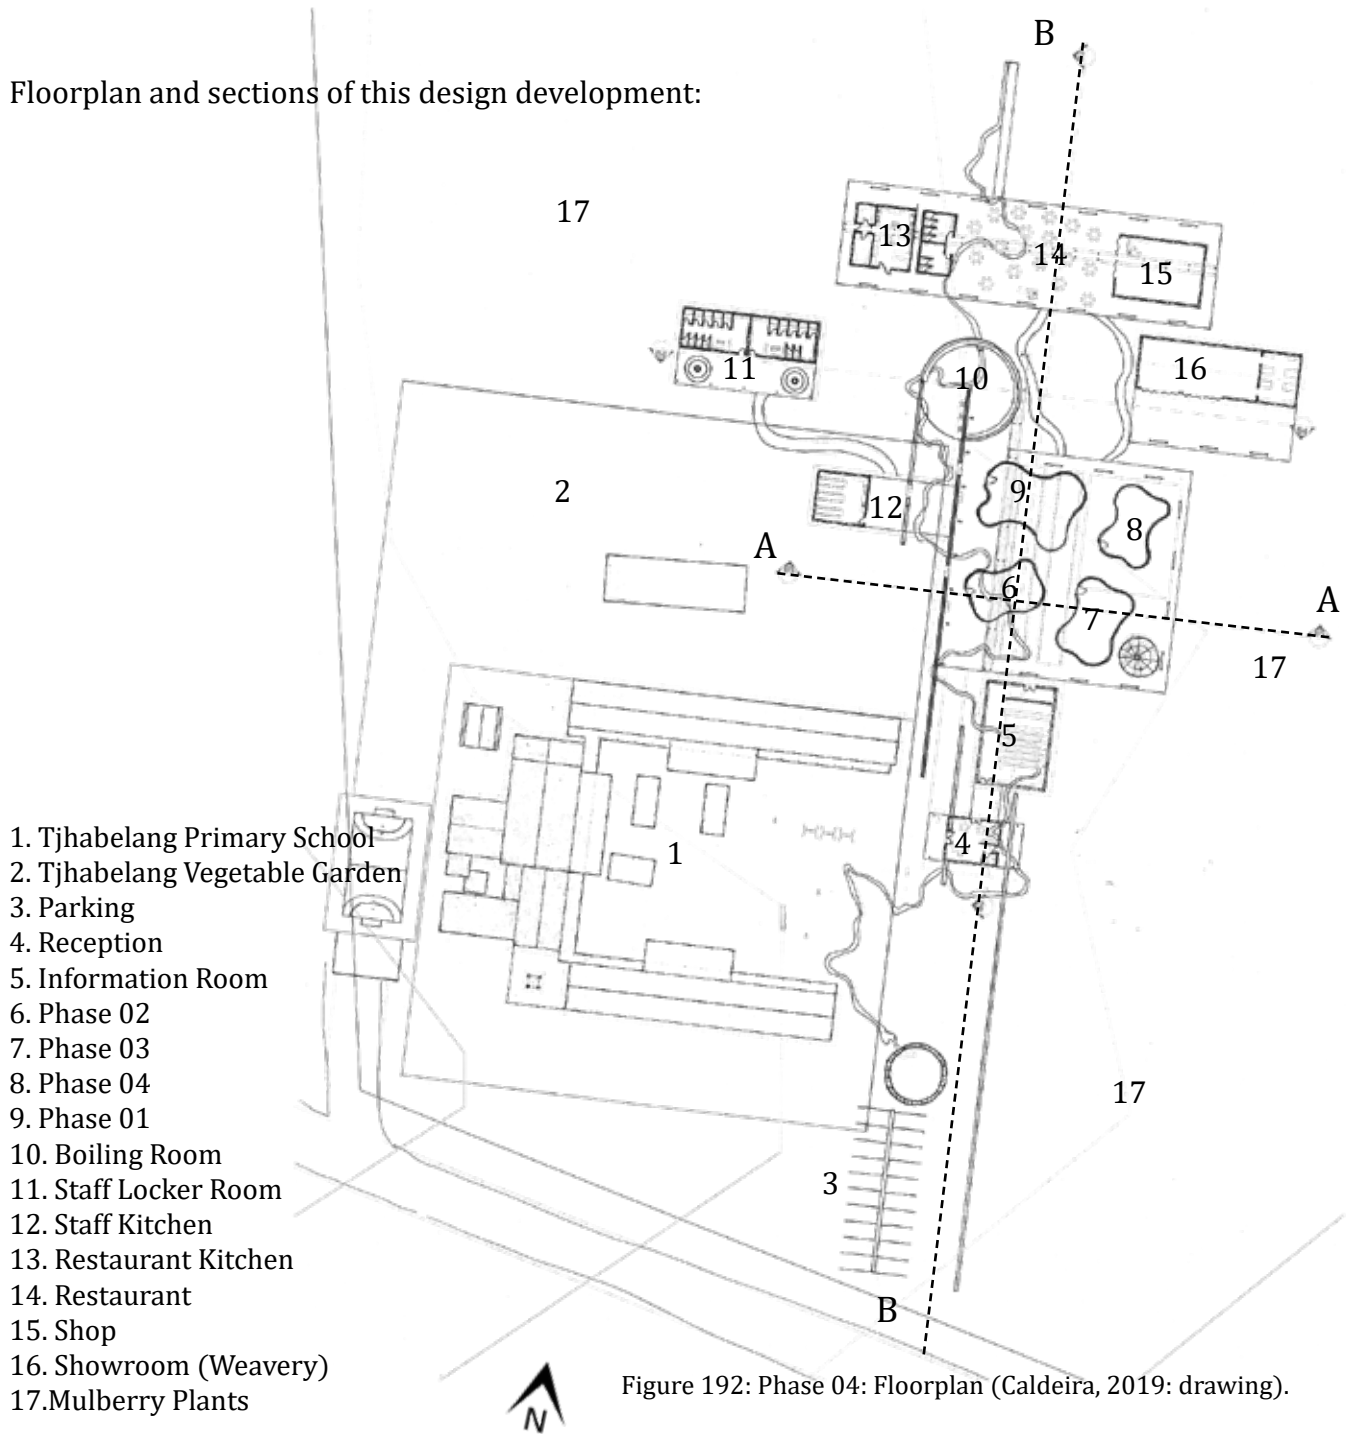 B
Floorplan and sections of this design development:
17
13
14
15
11
10
16
2
12
9
8
A
6
7
A
17
5
1
4
17
3
B
1. Tjhabelang Primary School
2. Tjhabelang Vegetable Garden
3. Parking
4. Reception
5. Information Room
6. Phase 02
7. Phase 03
8. Phase 04
9. Phase 01
10. Boiling Room
11. Staff Locker Room
12. Staff Kitchen
13. Restaurant Kitchen
14. Restaurant
15. Shop
16. Showroom (Weavery)
17.Mulberry Plants
N
Figure 192: Phase 04: Floorplan (Caldeira, 2019: drawing).